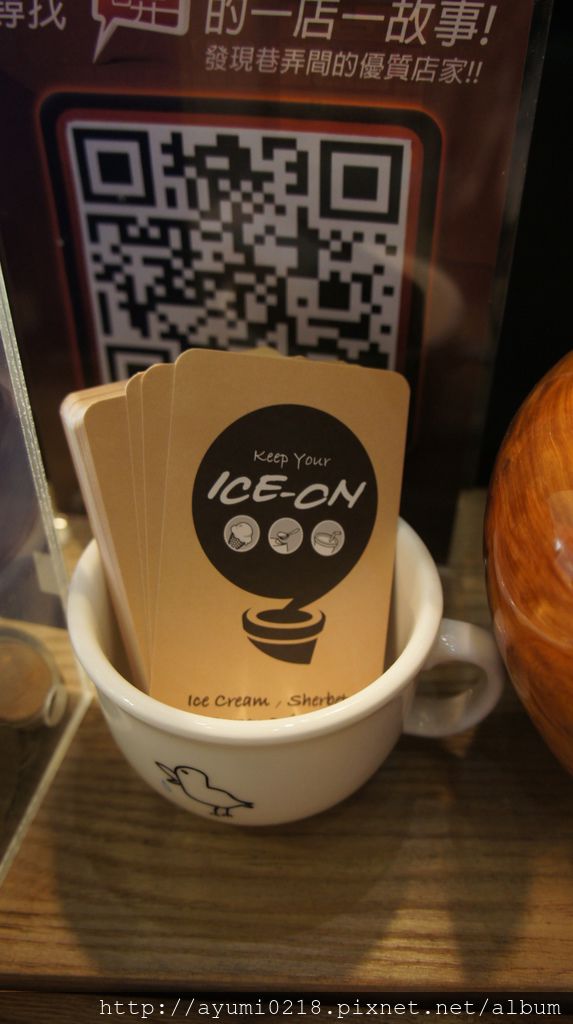 尋找
的一店一故事!
發現巷弄間的優質店家!!
Keep Your
ICE-ON
Ice Cream , Sherbet
http://ayumi0218.pixnet.net/album